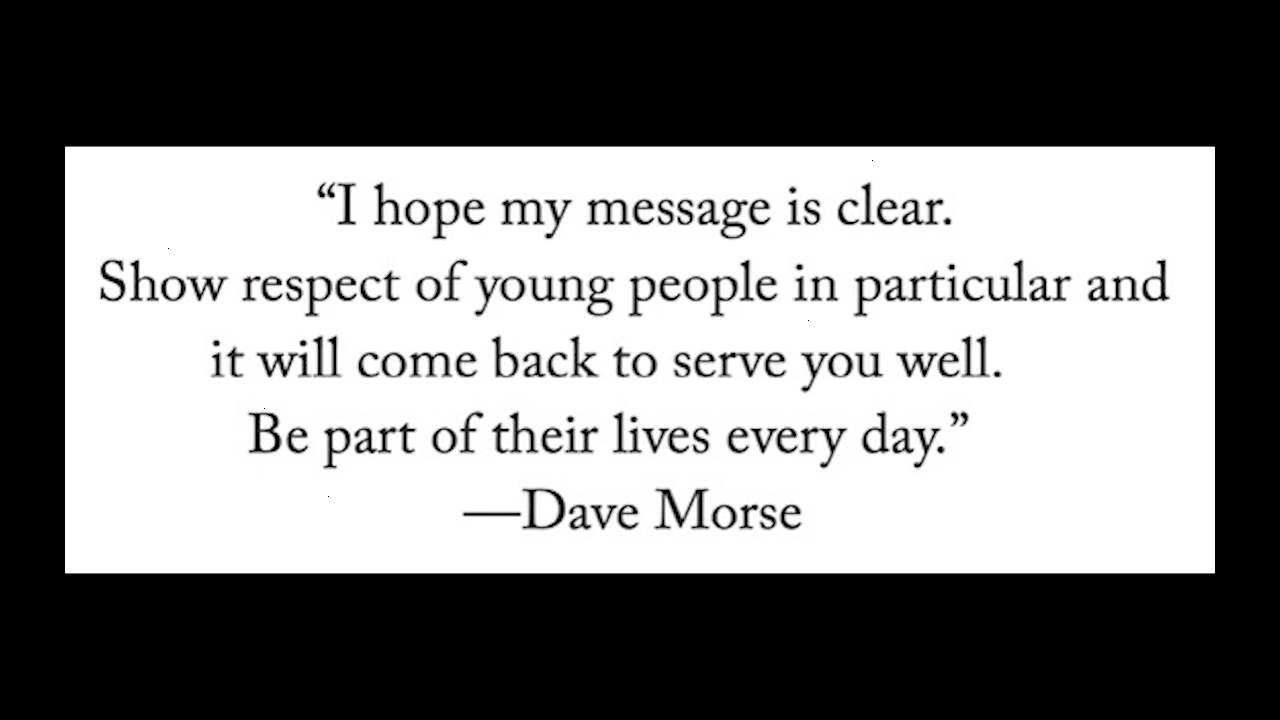 “I hope my message is clear.
Show respect of young people in particular and
it will come back to serve you well.
Be part of their lives every day.”
—Dave Morse